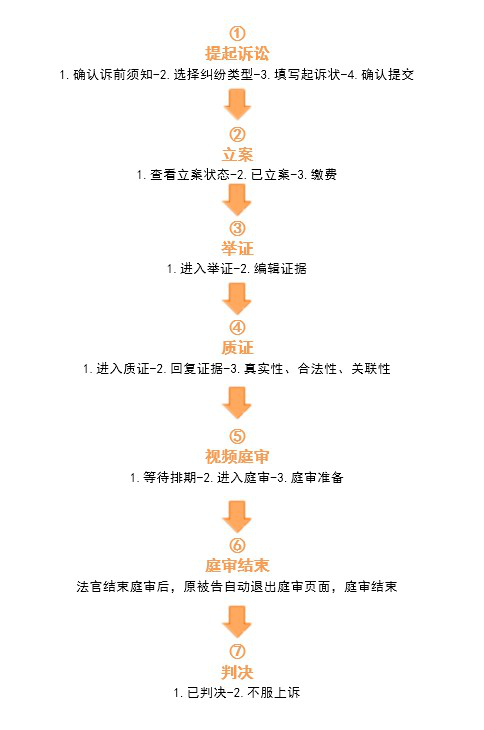 ①
提起诉讼
1.确认诉前须知-2.选择纠纷类型-3.填写起诉状-4.确认提交
②
立案
1.查看立案状态-2.已立案-3.缴费
③
举证
1.进入举证-2.编辑证据
④
质证
1.进入质证-2.回复证据-3.真实性、合法性、关联性
⑤
视频庭审
1.等待排期-2.进入庭审-3.庭审准备
⑥
庭审结束
法官结束庭审后，原被告自动退出庭审页面，庭审结束
⑦
判决
1.已判决-2.不服上诉